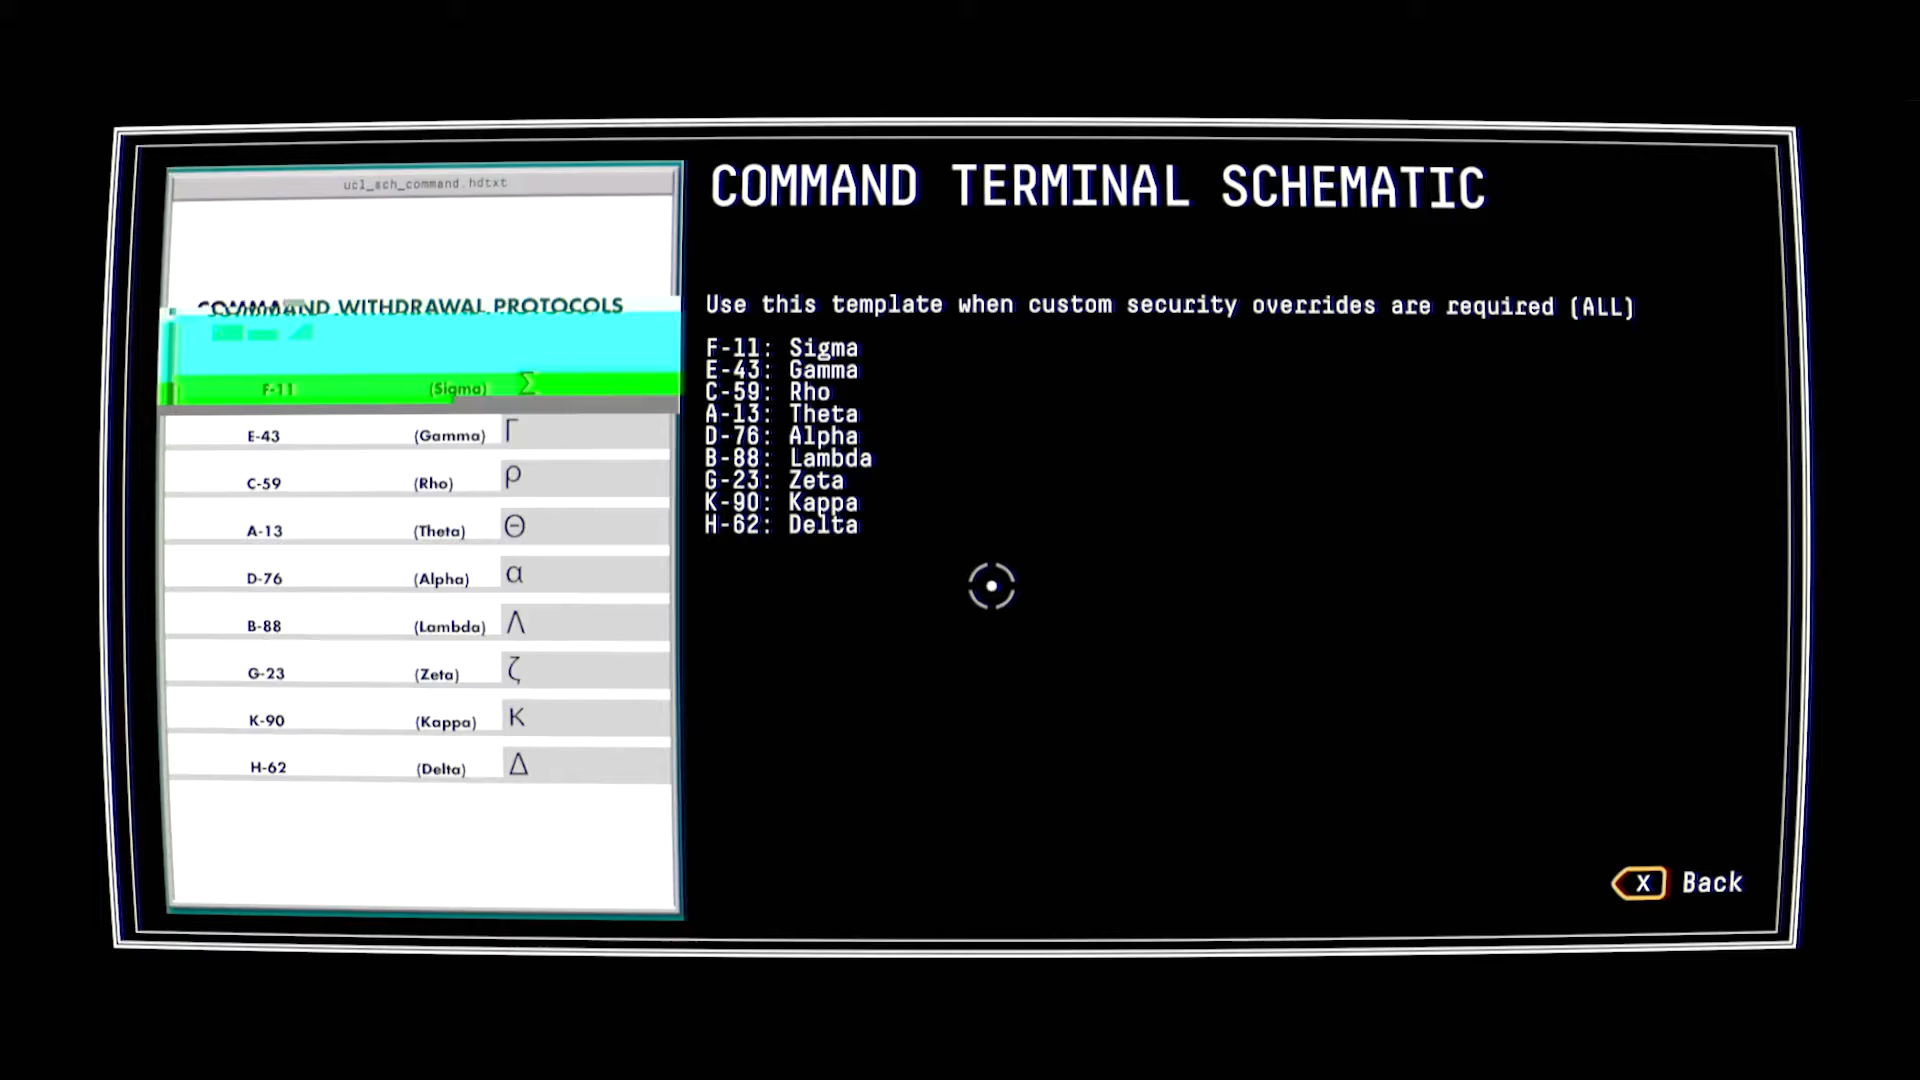 ucl_sch_command.hdtxt
COMMAND WITHDRAWAL PROTOCOLS
F-11 (Sigma) Σ
E-43 (Gamma) Γ
C-59 (Rho) ρ
A-13 (Theta) Θ
D-76 (Alpha) α
B-88 (Lambda) Λ
G-23 (Zeta) ζ
K-90 (Kappa) K
H-62 (Delta) Δ
COMMAND TERMINAL SCHEMATIC
Use this template when custom security overrides are required (ALL)
F-11: Sigma
E-43: Gamma
C-59: Rho
A-13: Theta
D-76: Alpha
B-88: Lambda
G-23: Zeta
K-90: Kappa
H-62: Delta
X Back